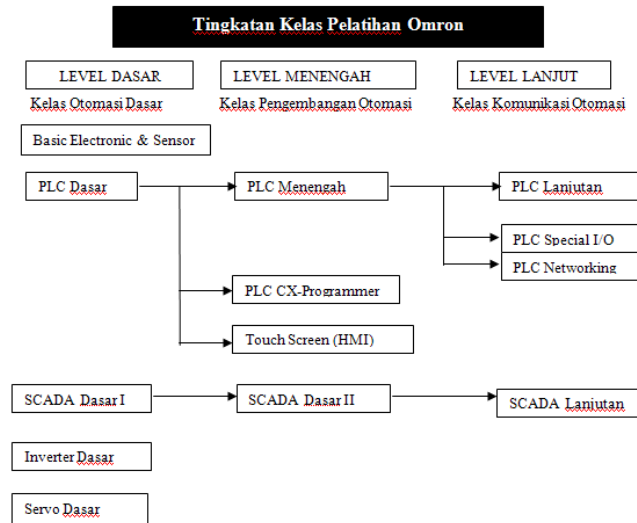 Tingkatan Kelas Pelatihan Omron
LEVEL DASAR
LEVEL MENENGAH
LEVEL LANJUT
Kelas Otomasi Dasar
Kelas Pengembangan Otomasi
Kelas Komunikasi Otomasi
Basic Electronic & Sensor
PLC Dasar
PLC Menengah
PLC Lanjutan
PLC Special I/O
PLC Networking
PLC CX-Programmer
Touch Screen (HMI)
SCADA Dasar I
SCADA Dasar II
SCADA Lanjutan
Inverter Dasar
Servo Dasar